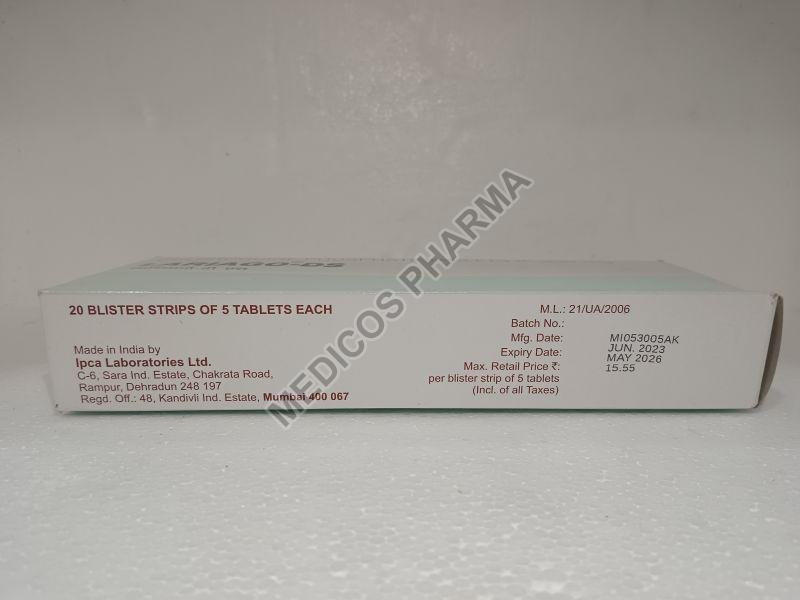 LARIAGO-DS
20 BLISTER STRIPS OF 5 TABLETS EACH
Made in India by
Ipca Laboratories Ltd.
C-6, Sara Ind. Estate, Chakrata Road,
Rampur, Dehradun 248 197
Regd. Off.: 48, Kandivli Ind. Estate, Mumbai 400 067
M.L.: 21/UA/2006
Batch No.:
Mfg. Date: MI053005AK
Expiry Date: JUN. 2023
Max. Retail Price ₹: MAY 2026
per blister strip of 5 tablets 15.55
(Incl. of all Taxes)
MEDICOS PHARMA